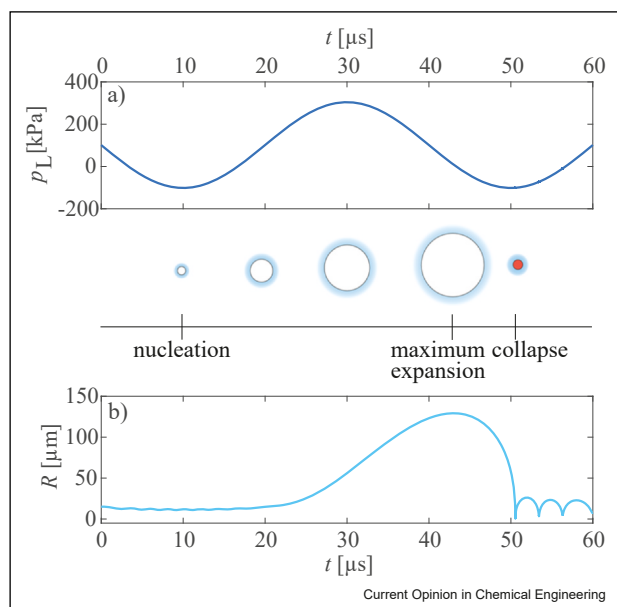 t [µs]
0 10 20 30 40 50 60
a)
400
200
0
-200
pL [kPa]
nucleation
maximum collapse
expansion
b)
150
100
50
0
R [µm]
0 10 20 30 40 50 60
t [µs]
Current Opinion in Chemical Engineering